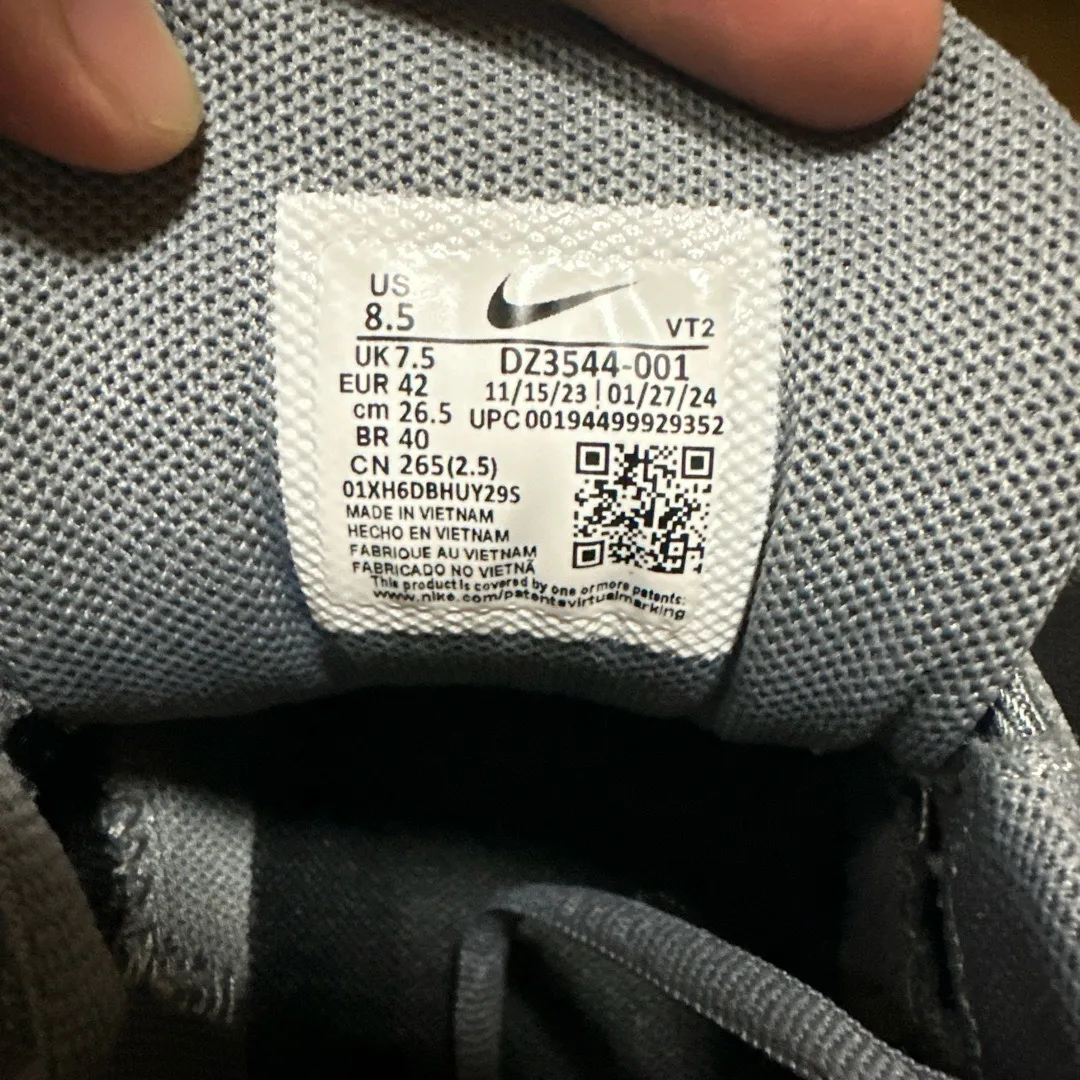 US
8.5
VT2
UK 7.5
DZ3544-001
EUR 42
11/15/23 | 01/27/24
cm 26.5
UPC 00194499929352
BR 40
CN 265(2.5)
01XH6DBHUY29S
MADE IN VIETNAM
HECHO EN VIETNAM
FABRIQUE AU VIETNAM
FABRICADO NO VIETNÃ
This product is covered by one or more patents:
www.nike.com/patentsvirtualmarking